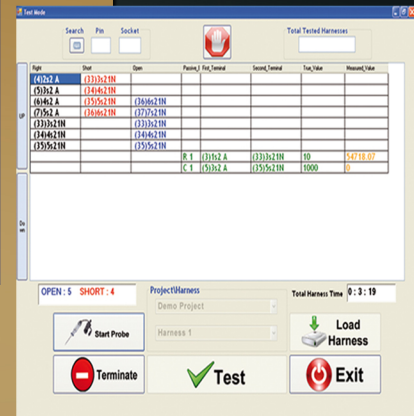 Test Mode
Search Pin Socket
Total Tested Harnesses
Right Short Open Passive_I First_Terminal Second_Terminal True_Value Measured_Value
(4)2s2 A (33)3s21N
(5)3s2 A (34)4s21N
(6)4s2 A (35)5s21N (36)6s21N
(7)5s2 A (36)6s21N (37)7s21N
(33)3s21N (33)3s21N
(34)4s21N (34)4s21N
(35)5s21N (35)5s21N
R 1 (3)1s2 A (33)3s21N 10 54718.07
C 1 (5)3s2 A (35)5s21N 1000 0
UP
Do
wn
OPEN : 5 SHORT : 4
Project\Harness
Demo Project
Harness 1
Total Harness Time 0 : 3 : 19
Start Probe
Load
Harness
Terminate
Test
Exit